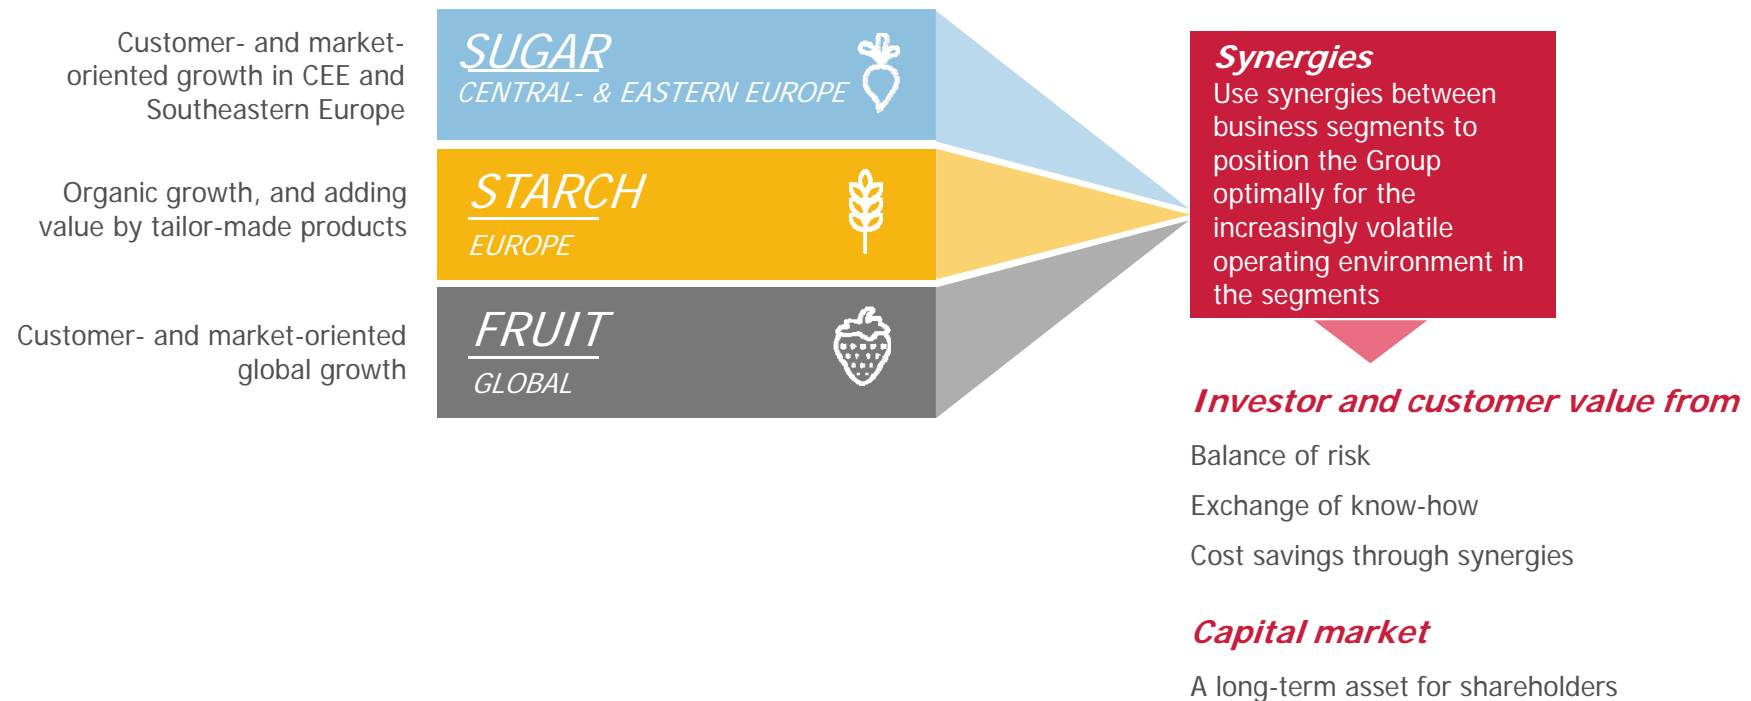 Customer- and market-
oriented growth in CEE and
Southeastern Europe
SUGAR
CENTRAL- & EASTERN EUROPE
Organic growth, and adding
value by tailor-made products
STARCH
EUROPE
Customer- and market-oriented
global growth
FRUIT
GLOBAL
Synergies
Use synergies between
business segments to
position the Group
optimally for the
increasingly volatile
operating environment in
the segments
Investor and customer value from
Balance of risk
Exchange of know-how
Cost savings through synergies
Capital market
A long-term asset for shareholders